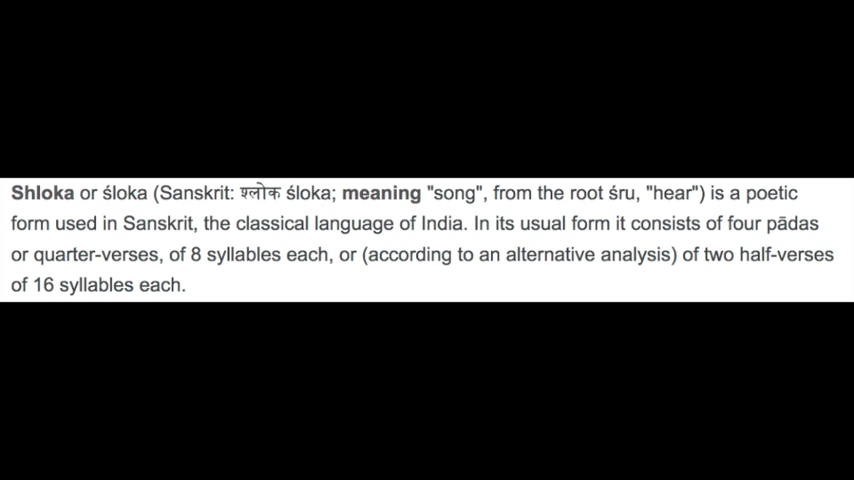 Shloka or śloka (Sanskrit: श्लोक śloka; meaning "song", from the root śru, "hear") is a poetic
form used in Sanskrit, the classical language of India. In its usual form it consists of four pādas
or quarter-verses, of 8 syllables each, or (according to an alternative analysis) of two half-verses
of 16 syllables each.